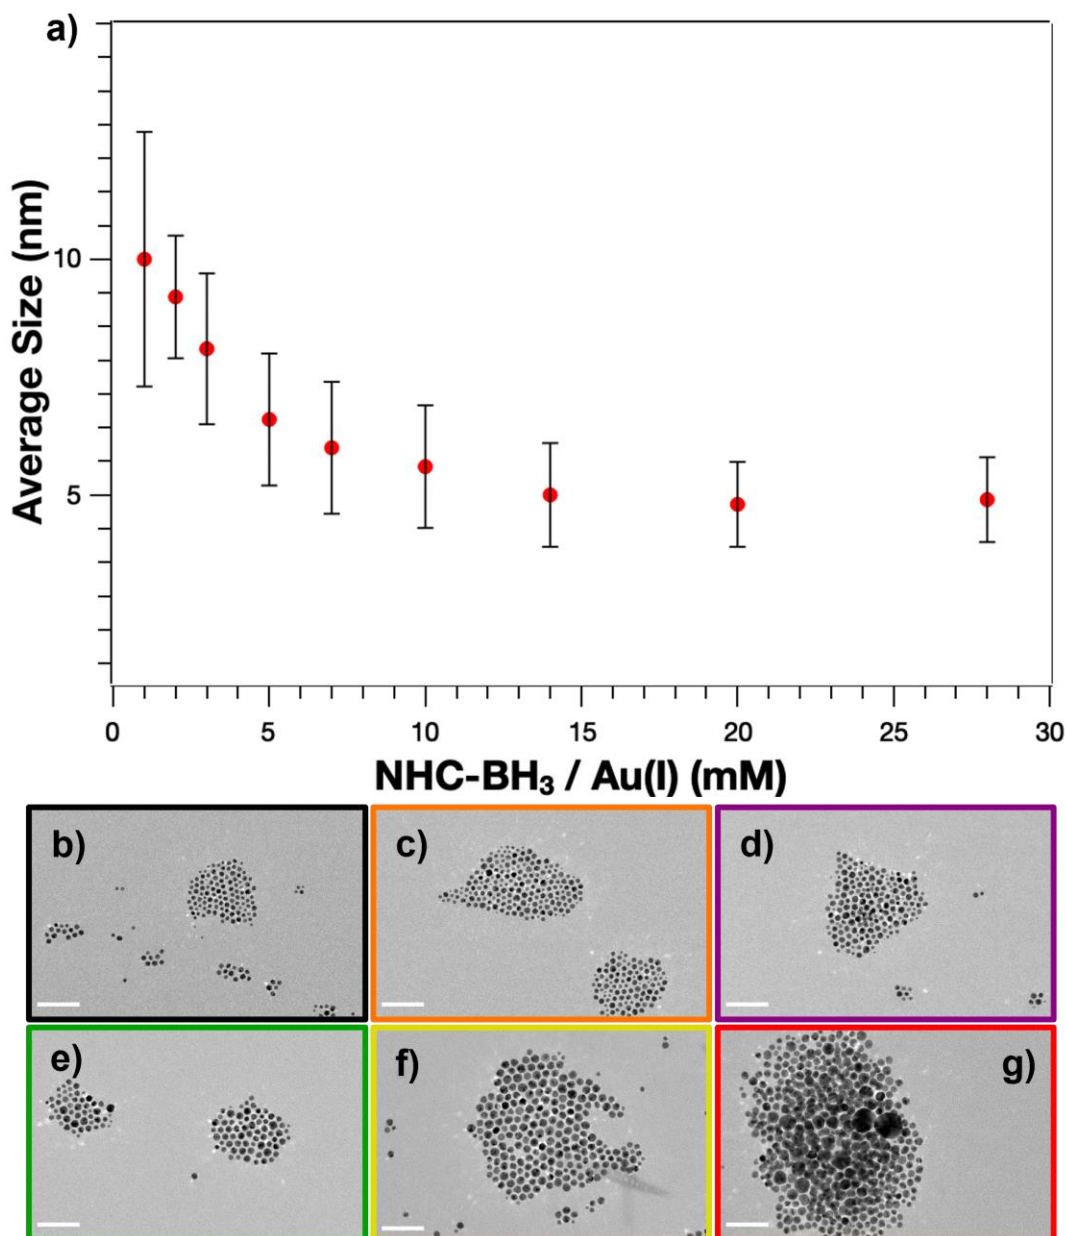 a)
Average Size (nm)
10
5
0 5 10 15 20 25 30
NHC-BH₃ / Au(I) (mM)
b) c) d)
e) f) g)